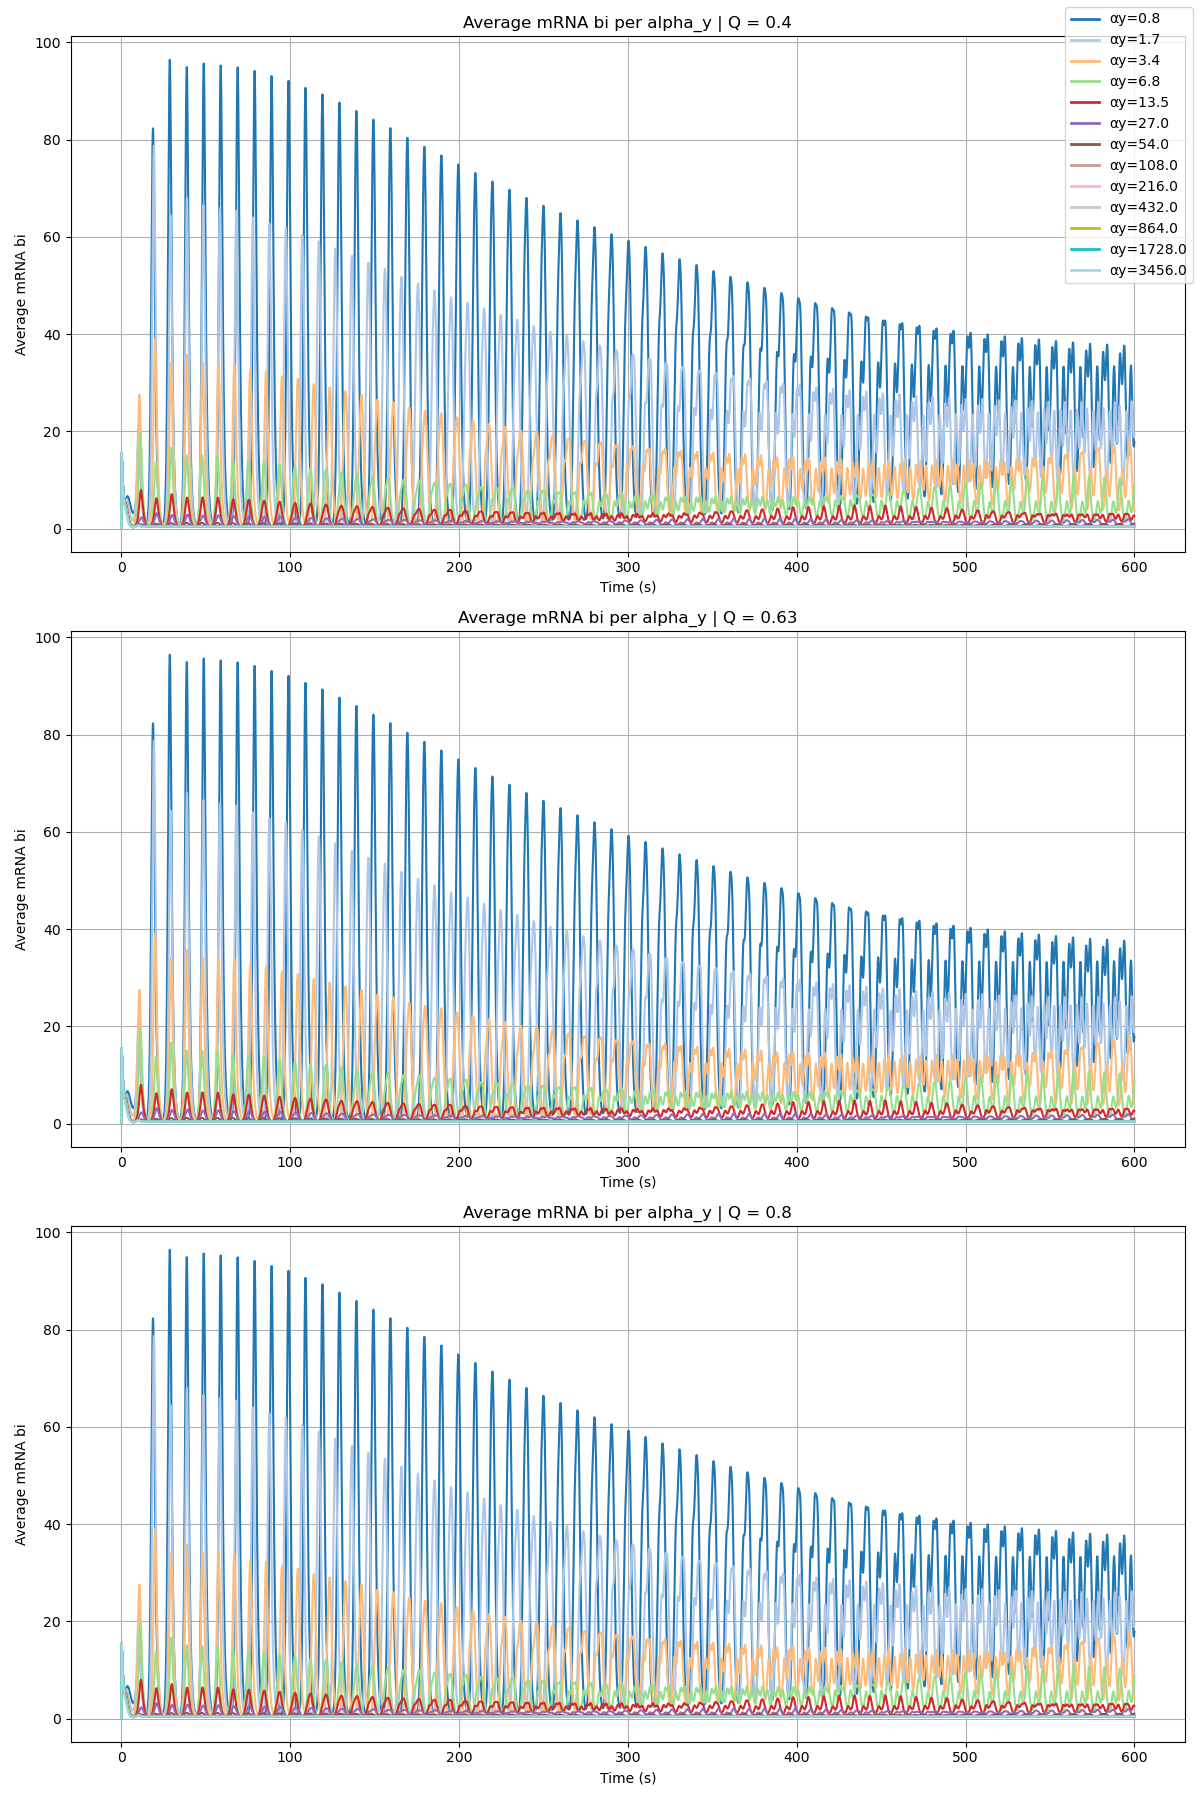 Average mRNA bi per alpha_y | Q = 0.4
αy=0.8
αy=1.7
αy=3.4
αy=6.8
αy=13.5
αy=27.0
αy=54.0
αy=108.0
αy=216.0
αy=432.0
αy=864.0
αy=1728.0
αy=3456.0
Average mRNA bi
100
80
60
40
20
0
0 100 200 300 400 500 600
Time (s)
Average mRNA bi per alpha_y | Q = 0.63
Average mRNA bi
100
80
60
40
20
0
0 100 200 300 400 500 600
Time (s)
Average mRNA bi per alpha_y | Q = 0.8
Average mRNA bi
100
80
60
40
20
0
0 100 200 300 400 500 600
Time (s)